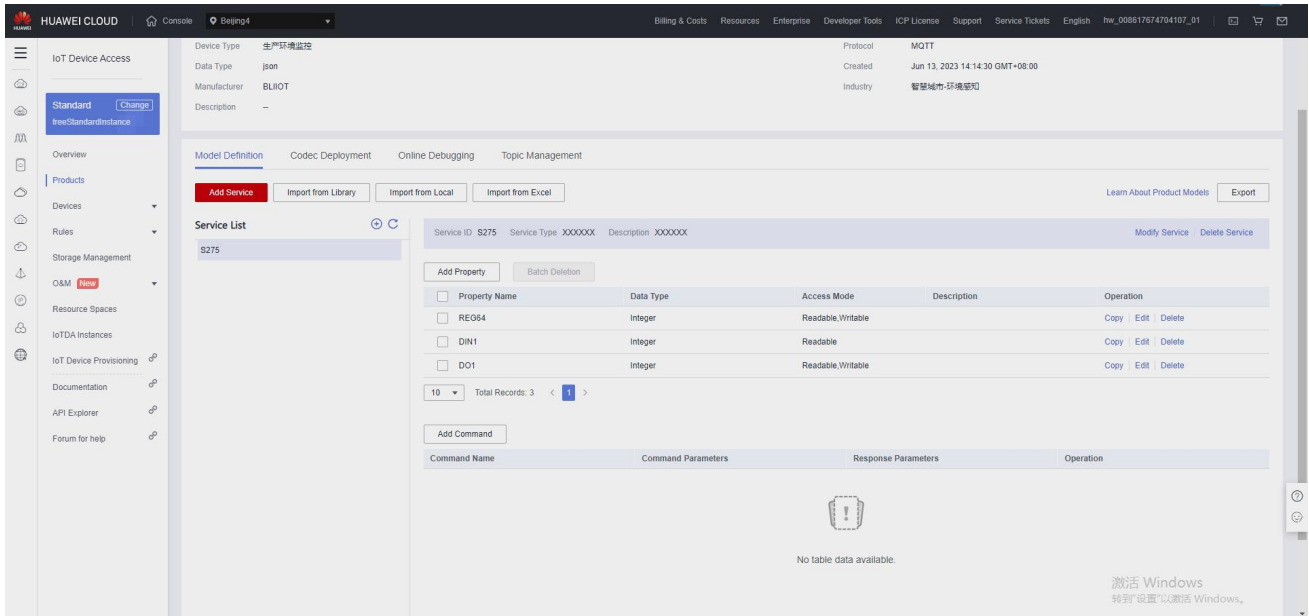 HUAWEI
HUAWEI CLOUD Console Beijing4 Billing & Costs Resources Enterprise Developer Tools ICP License Support Service Tickets English hw_008617674704107_01
IoT Device Access
Standard Change
freeStandardInstance
Overview
Products
Devices
Rules
Storage Management
O&M New
Resource Spaces
IoTDA Instances
IoT Device Provisioning
Documentation
API Explorer
Forum for help
Device Type 生产环境监控 Protocol MQTT
Data Type json Created Jun 13, 2023 14:14:30 GMT+08:00
Manufacturer BLIIOT Industry 智慧城市-环境感知
Description --
Model Definition Codec Deployment Online Debugging Topic Management
Add Service Import from Library Import from Local Import from Excel Learn About Product Models Export
Service List
S275
Service ID S275 Service Type XXXXXX Description XXXXXX Modify Service Delete Service
Add Property Batch Deletion
Property Name Data Type Access Mode Description Operation
REG64 Integer Readable,Writable Copy Edit Delete
DIN1 Integer Readable Copy Edit Delete
DO1 Integer Readable,Writable Copy Edit Delete
10 Total Records: 3 < 1 >
Add Command
Command Name Command Parameters Response Parameters Operation
No table data available.
激活 Windows
转到"设置"以激活 Windows。